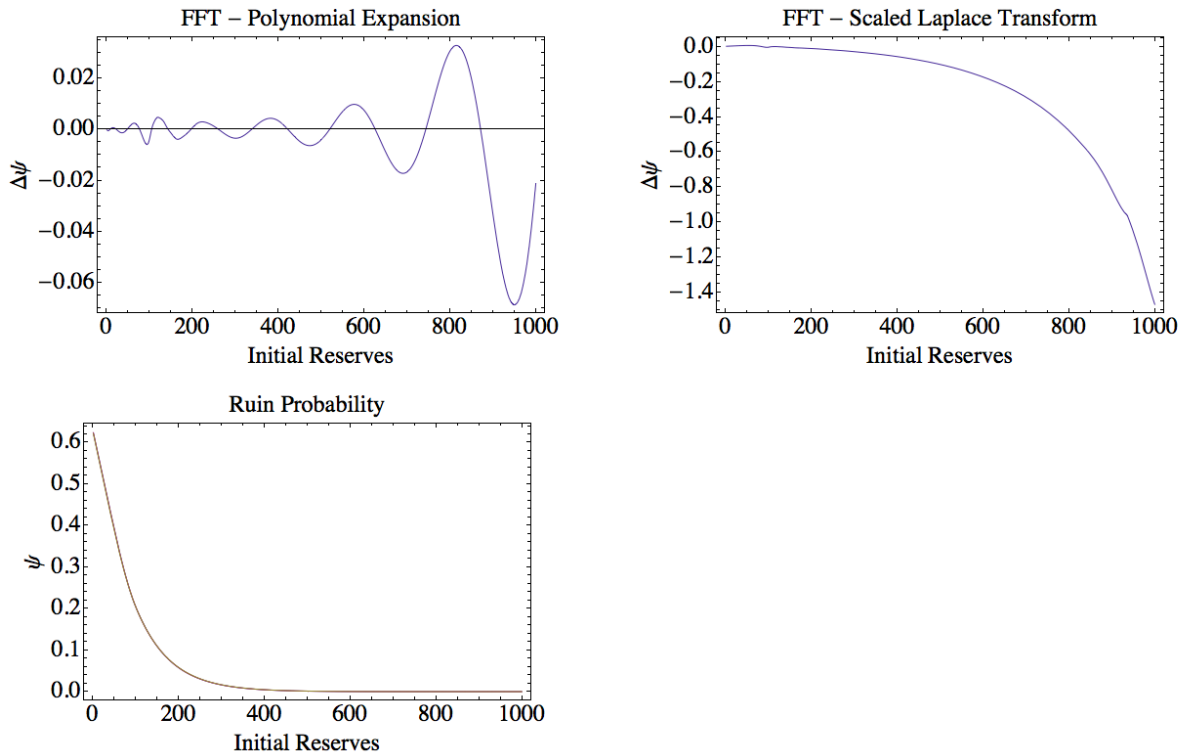 FFT – Polynomial Expansion
0.02
0.00
−0.02
−0.04
−0.06
Δψ
0 200 400 600 800 1000
Initial Reserves
FFT – Scaled Laplace Transform
0.0
−0.2
−0.4
−0.6
−0.8
−1.0
−1.2
−1.4
Δψ
0 200 400 600 800 1000
Initial Reserves
Ruin Probability
0.6
0.5
0.4
0.3
0.2
0.1
0.0
ψ
0 200 400 600 800 1000
Initial Reserves